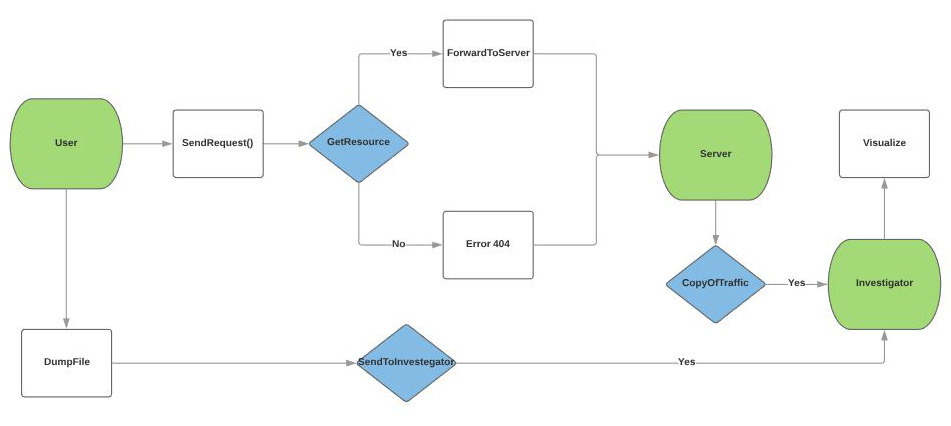 Yes
ForwardToServer
User
SendRequest()
GetResource
Server
Visualize
No
Error 404
CopyOfTraffic
Yes
Investigator
DumpFile
SendToInvestegator
Yes